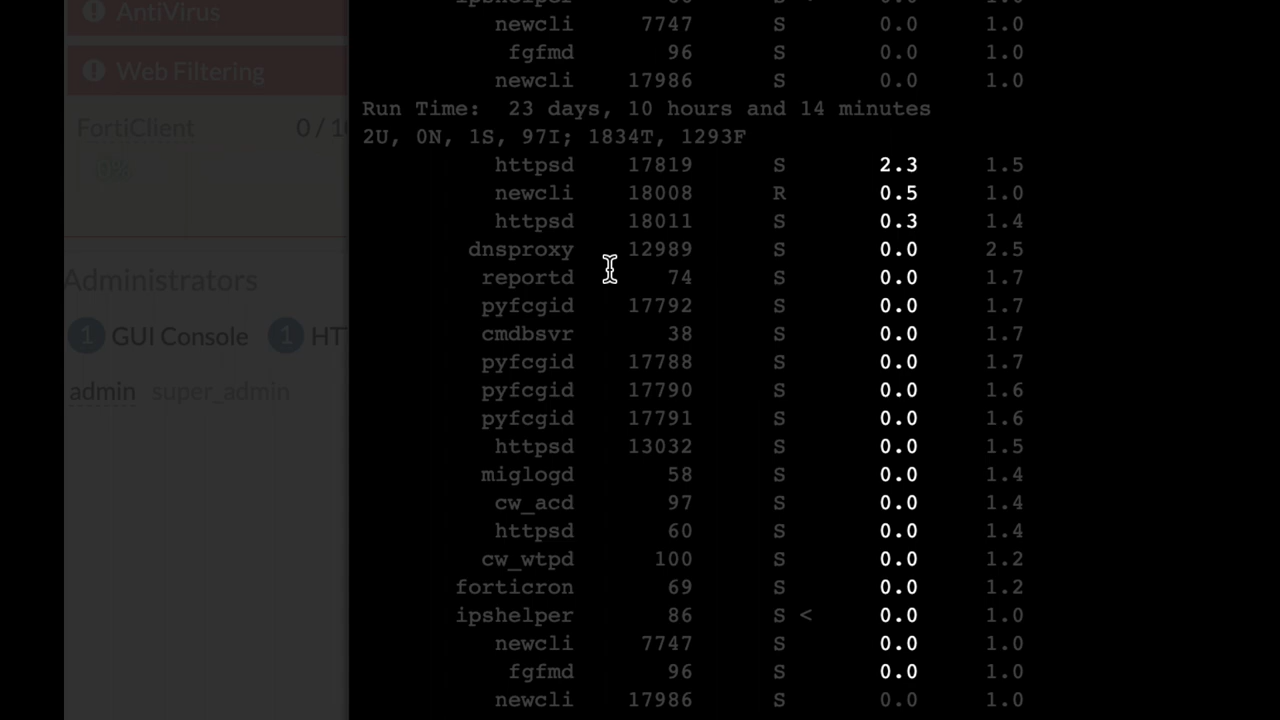 AntiVirus
Web Filtering
FortiClient 0 / 10
0%
Administrators
1 GUI Console 1 HT
admin super_admin
newcli 7747 S 0.0 1.0
fgfmd 96 S 0.0 1.0
newcli 17986 S 0.0 1.0
Run Time: 23 days, 10 hours and 14 minutes
2U, 0N, 1S, 97I; 1834T, 1293F
httpsd 17819 S 2.3 1.5
newcli 18008 R 0.5 1.0
httpsd 18011 S 0.3 1.4
dnsproxy 12989 S 0.0 2.5
reportd 74 S 0.0 1.7
pyfcgid 17792 S 0.0 1.7
cmdbsvr 38 S 0.0 1.7
pyfcgid 17788 S 0.0 1.7
pyfcgid 17790 S 0.0 1.6
pyfcgid 17791 S 0.0 1.6
httpsd 13032 S 0.0 1.5
miglogd 58 S 0.0 1.4
cw_acd 97 S 0.0 1.4
httpsd 60 S 0.0 1.4
cw_wtpd 100 S 0.0 1.2
forticron 69 S 0.0 1.2
ipshelper 86 S < 0.0 1.0
newcli 7747 S 0.0 1.0
fgfmd 96 S 0.0 1.0
newcli 17986 S 0.0 1.0